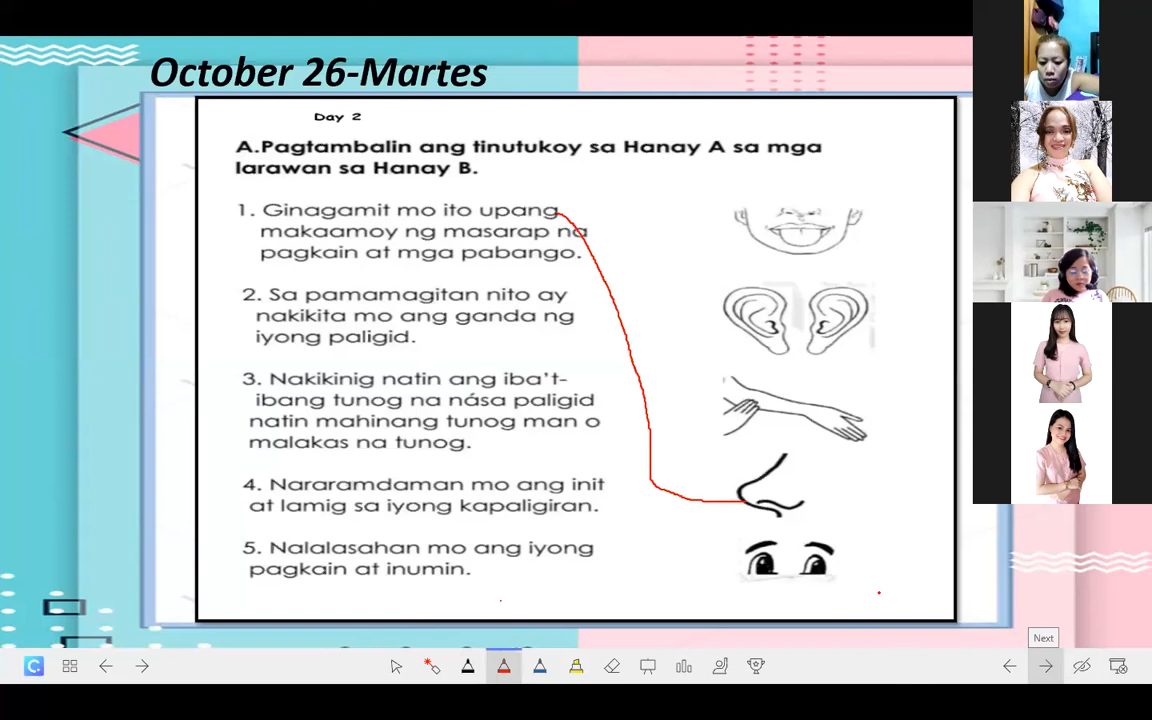 October 26-Martes
Day 2
A.Pagtambalin ang tinutukoy sa Hanay A sa mga
larawan sa Hanay B.
1. Ginagamit mo ito upang
makaamoy ng masarap na
pagkain at mga pabango.
2. Sa pamamagitan nito ay
nakikita mo ang ganda ng
iyong paligid.
3. Nakikinig natin ang iba't-
ibang tunog na nása paligid
natin mahinang tunog man o
malakas na tunog.
4. Nararamdaman mo ang init
at lamig sa iyong kapaligiran.
5. Nalalasahan mo ang iyong
pagkain at inumin.
Next
C